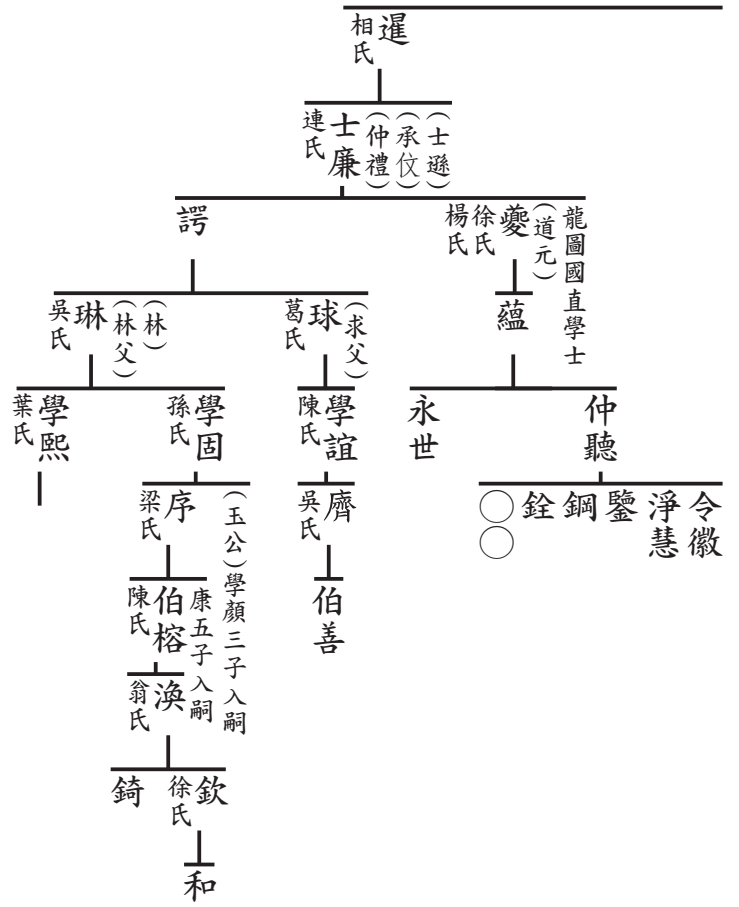 暹
相氏
(士遜)
(承伩)
(仲禮)
士廉
連氏
龍圖國直學士
(道元)
夔
徐氏
楊氏
諤
蘊
(求父)
球
葛氏
(林)
(林父)
琳
吳氏
仲聽
永世
學誼
陳氏
學固
孫氏
學熙
葉氏
令徽
淨慧
鑒
鋼
銓
◯◯
齊
吳氏
(玉公)學顏三子入嗣
序
梁氏
伯善
康五子入嗣
伯榕
陳氏
渙
翁氏
欽
徐氏
錡
和